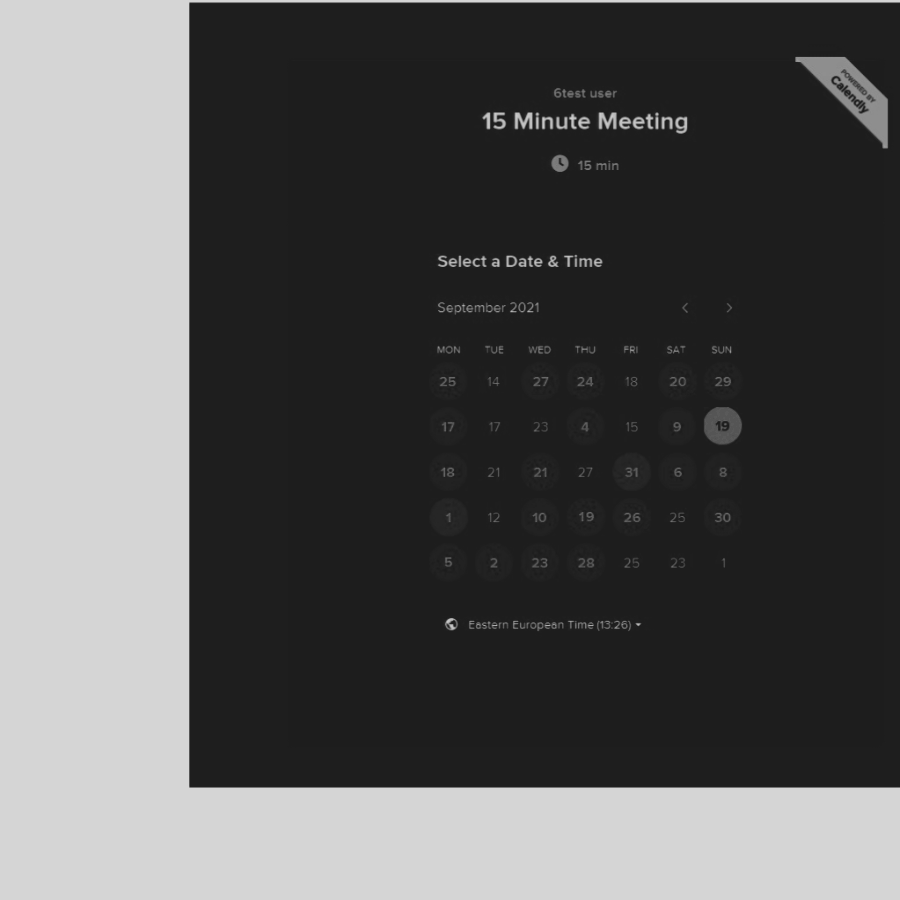 POWERED BY
Calendly
6test user
15 Minute Meeting
15 min
Select a Date & Time
September 2021
MON TUE WED THU FRI SAT SUN
25 14 27 24 18 20 29
17 17 23 4 15 9 19
18 21 21 27 31 6 8
1 12 10 19 26 25 30
5 2 23 28 25 23 1
Eastern European Time (13:26)